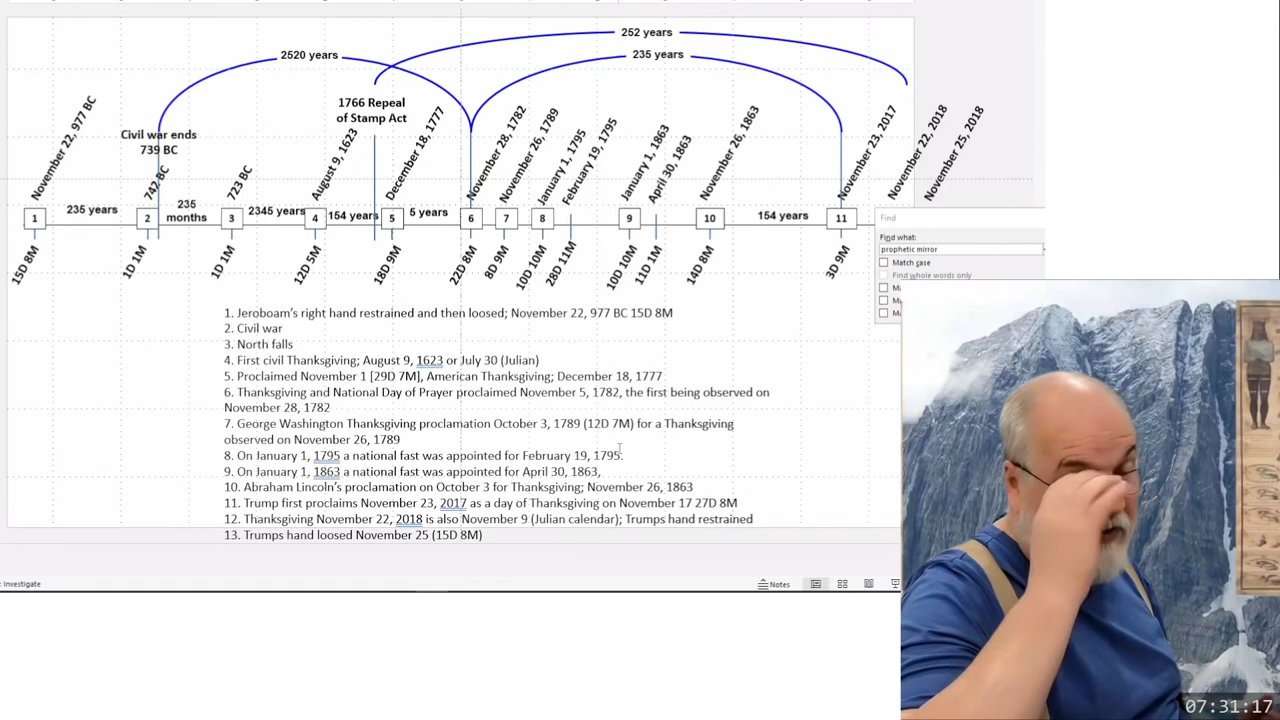 252 years
2520 years
235 years
1766 Repeal
of Stamp Act
Civil war ends
739 BC
November 22, 977 BC
742 BC
723 BC
August 9, 1623
December 18, 1777
November 28, 1782
November 26, 1789
January 1, 1795
February 19, 1795
January 1, 1863
April 30, 1863
November 26, 1863
November 23, 2017
November 22, 2018
November 25, 2018
1 235 years 2 235 months 3 2345 years 4 154 years 5 5 years 6 7 8 9 10 154 years 11
15D 8M
1D 1M
1D 1M
12D 5M
18D 9M
22D 8M
8D 9M
10D 10M
28D 11M
10D 10M
11D 1M
14D 8M
3D 9M
Find
Find what:
prophetic mirror
Match case
Find whole words only
Ma
Ma
Ma
1. Jeroboam's right hand restrained and then loosed; November 22, 977 BC 15D 8M
2. Civil war
3. North falls
4. First civil Thanksgiving; August 9, 1623 or July 30 (Julian)
5. Proclaimed November 1 [29D 7M], American Thanksgiving; December 18, 1777
6. Thanksgiving and National Day of Prayer proclaimed November 5, 1782, the first being observed on
November 28, 1782
7. George Washington Thanksgiving proclamation October 3, 1789 (12D 7M) for a Thanksgiving
observed on November 26, 1789
8. On January 1, 1795 a national fast was appointed for February 19, 1795.
9. On January 1, 1863 a national fast was appointed for April 30, 1863,
10. Abraham Lincoln's proclamation on October 3 for Thanksgiving; November 26, 1863
11. Trump first proclaims November 23, 2017 as a day of Thanksgiving on November 17 27D 8M
12. Thanksgiving November 22, 2018 is also November 9 (Julian calendar); Trumps hand restrained
13. Trumps hand loosed November 25 (15D 8M)
: Investigate
Notes
07:31:17